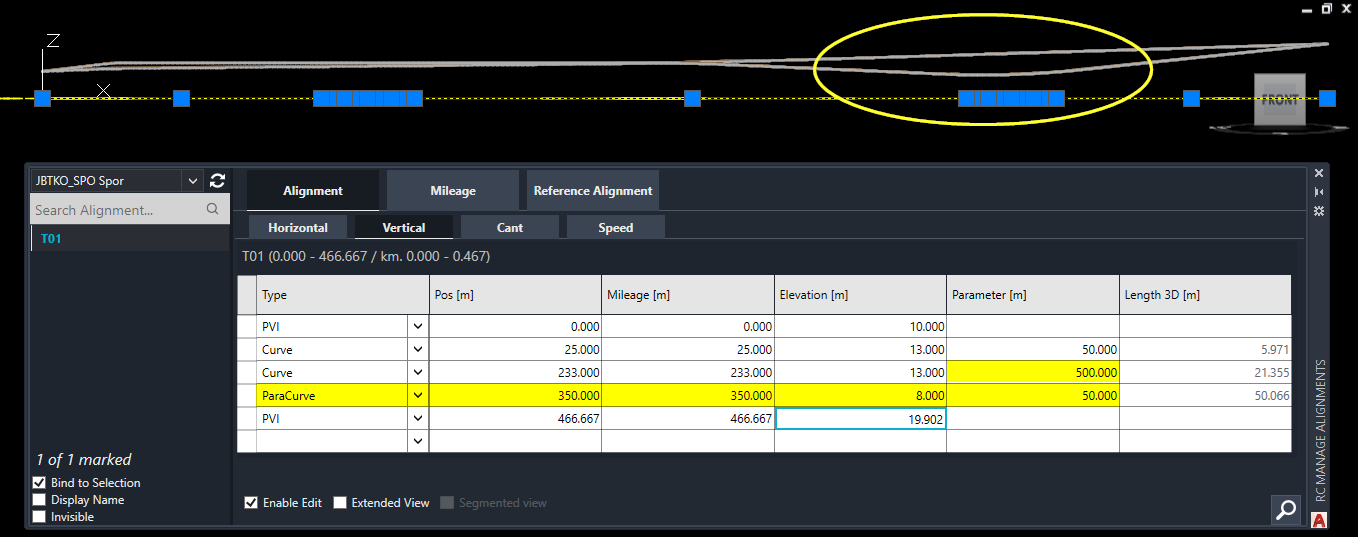 Z
X
FRONT
JBTKO_SPO Spor
Search Alignment...
T01
Alignment Mileage Reference Alignment
Horizontal Vertical Cant Speed
T01 (0.000 - 466.667 / km. 0.000 - 0.467)
Type Pos [m] Mileage [m] Elevation [m] Parameter [m] Length 3D [m]
PVI 0.000 0.000 10.000
Curve 25.000 25.000 13.000 50.000 5.971
Curve 233.000 233.000 13.000 500.000 21.355
ParaCurve 350.000 350.000 8.000 50.000 50.066
PVI 466.667 466.667 19.902
1 of 1 marked
Bind to Selection
Display Name
Invisible
Enable Edit Extended View Segmented view
RC MANAGE ALIGNMENTS
A